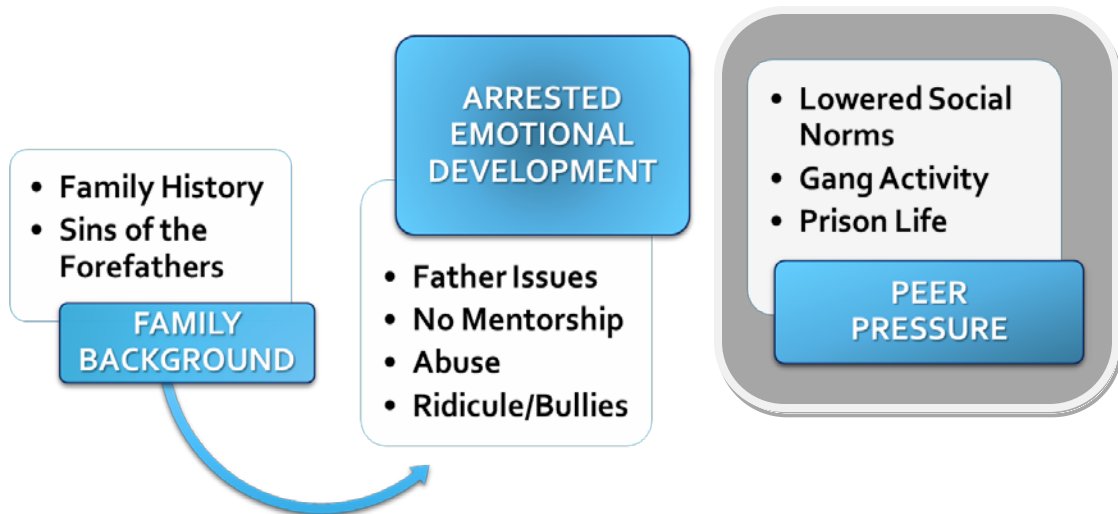 • Family History
• Sins of the
Forefathers
FAMILY
BACKGROUND
ARRESTED
EMOTIONAL
DEVELOPMENT
• Father Issues
• No Mentorship
• Abuse
• Ridicule/Bullies
• Lowered Social
Norms
• Gang Activity
• Prison Life
PEER
PRESSURE